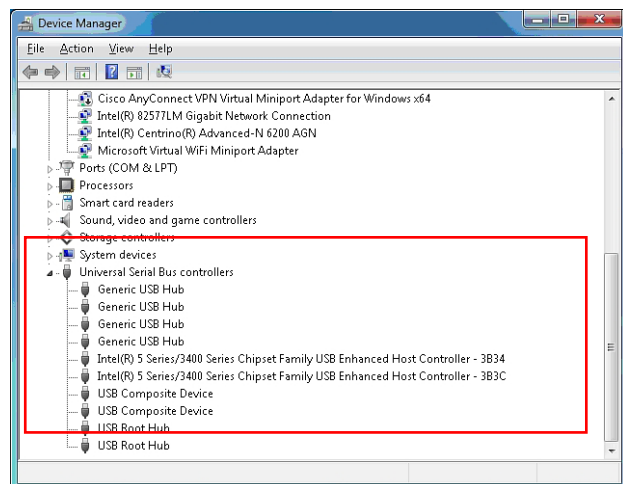 Device Manager
File Action View Help
Cisco AnyConnect VPN Virtual Miniport Adapter for Windows x64
Intel(R) 82577LM Gigabit Network Connection
Intel(R) Centrino(R) Advanced-N 6200 AGN
Microsoft Virtual WiFi Miniport Adapter
Ports (COM & LPT)
Processors
Smart card readers
Sound, video and game controllers
Storage controllers
System devices
Universal Serial Bus controllers
Generic USB Hub
Generic USB Hub
Generic USB Hub
Generic USB Hub
Intel(R) 5 Series/3400 Series Chipset Family USB Enhanced Host Controller - 3B34
Intel(R) 5 Series/3400 Series Chipset Family USB Enhanced Host Controller - 3B3C
USB Composite Device
USB Composite Device
USB Root Hub
USB Root Hub